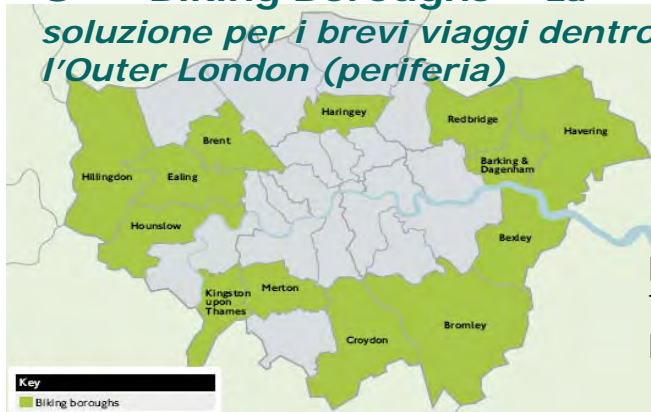 Biking Boroughs La
soluzione per i brevi viaggi dentro
l'Outer London (periferia)
Haringey
Redbridge
Havering
Brent
Barking &
Dagenham
Hillingdon
Ealing
Hounslow
Bexley
Kingston
upon
Thames
Merton
Croydon
Bromley
Key
Biking boroughs